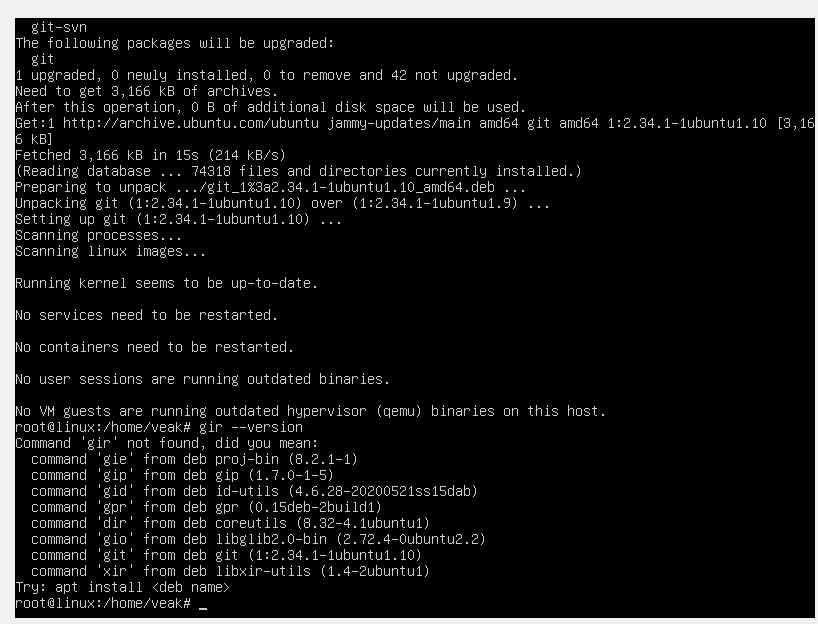 git-svn
The following packages will be upgraded:
git
1 upgraded, 0 newly installed, 0 to remove and 42 not upgraded.
Need to get 3,166 kB of archives.
After this operation, 0 B of additional disk space will be used.
Get:1 http://archive.ubuntu.com/ubuntu jammy-updates/main amd64 git amd64 1:2.34.1-1ubuntu1.10 [3,16
6 kB]
Fetched 3,166 kB in 15s (214 kB/s)
(Reading database ... 74318 files and directories currently installed.)
Preparing to unpack .../git_1%3a2.34.1-1ubuntu1.10_amd64.deb ...
Unpacking git (1:2.34.1-1ubuntu1.10) over (1:2.34.1-1ubuntu1.9) ...
Setting up git (1:2.34.1-1ubuntu1.10) ...
Scanning processes...
Scanning linux images...
Running kernel seems to be up-to-date.
No services need to be restarted.
No containers need to be restarted.
No user sessions are running outdated binaries.
No VM guests are running outdated hypervisor (qemu) binaries on this host.
root@linux:/home/veak# gir --version
Command 'gir' not found, did you mean:
command 'gie' from deb proj-bin (8.2.1-1)
command 'gip' from deb gip (1.7.0-1-5)
command 'gid' from deb id-utils (4.6.28-20200521ss15dab)
command 'gpr' from deb gpr (0.15deb-2build1)
command 'dir' from deb coreutils (8.32-4.1ubuntu1)
command 'gio' from deb libglib2.0-bin (2.72.4-0ubuntu2.2)
command 'git' from deb git (1:2.34.1-1ubuntu1.10)
command 'xir' from deb libxir-utils (1.4-2ubuntu1)
Try: apt install <deb name>
root@linux:/home/veak# _